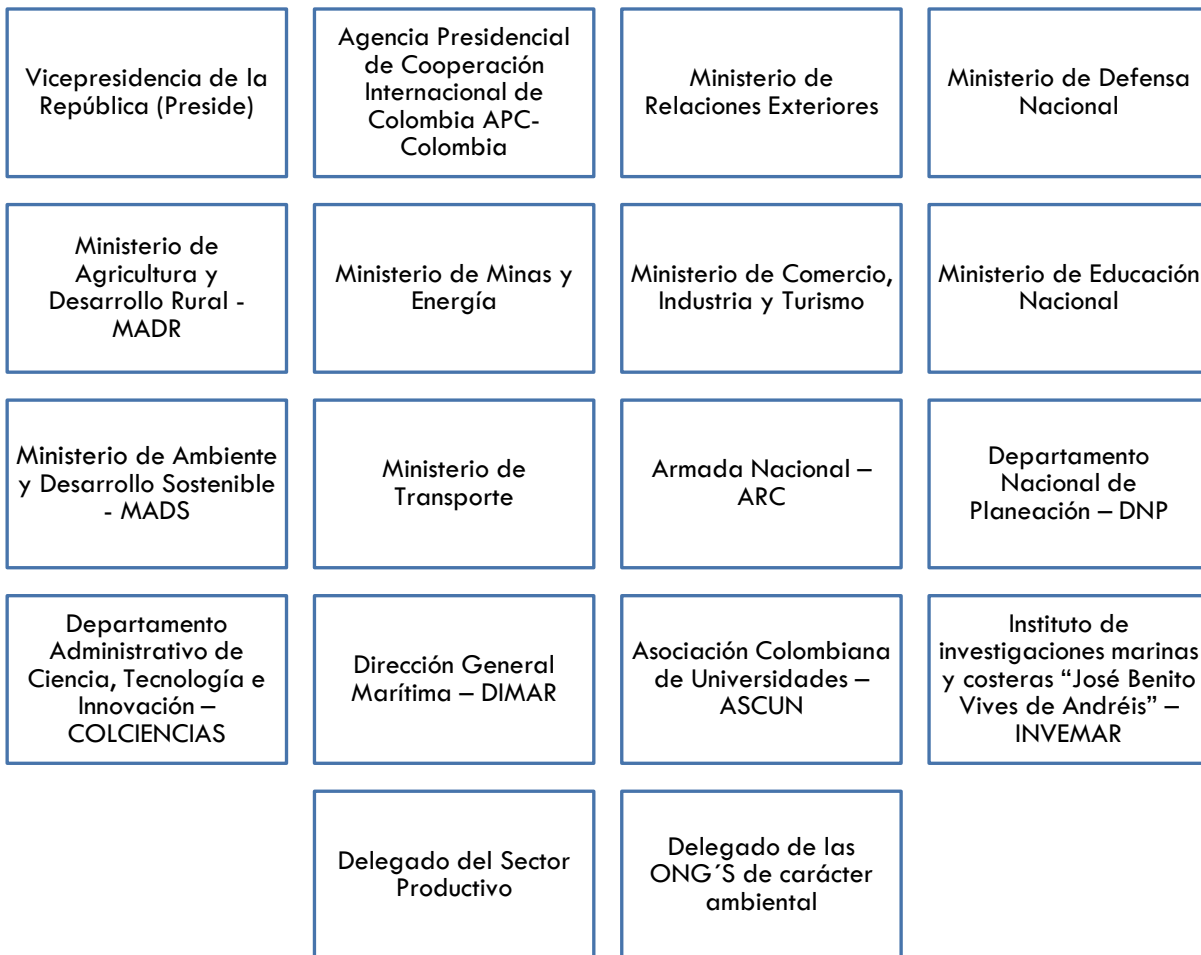 Vicepresidencia de la
República (Preside)
Agencia Presidencial
de Cooperación
Internacional de
Colombia APC-
Colombia
Ministerio de
Relaciones Exteriores
Ministerio de Defensa
Nacional
Ministerio de
Agricultura y
Desarrollo Rural -
MADR
Ministerio de Minas y
Energía
Ministerio de Comercio,
Industria y Turismo
Ministerio de Educación
Nacional
Ministerio de Ambiente
y Desarrollo Sostenible
- MADS
Ministerio de
Transporte
Armada Nacional –
ARC
Departamento
Nacional de
Planeación – DNP
Departamento
Administrativo de
Ciencia, Tecnología e
Innovación –
COLCIENCIAS
Dirección General
Marítima – DIMAR
Asociación Colombiana
de Universidades –
ASCUN
Instituto de
investigaciones marinas
y costeras “José Benito
Vives de Andréis” –
INVEMAR
Delegado del Sector
Productivo
Delegado de las
ONG´S de carácter
ambiental